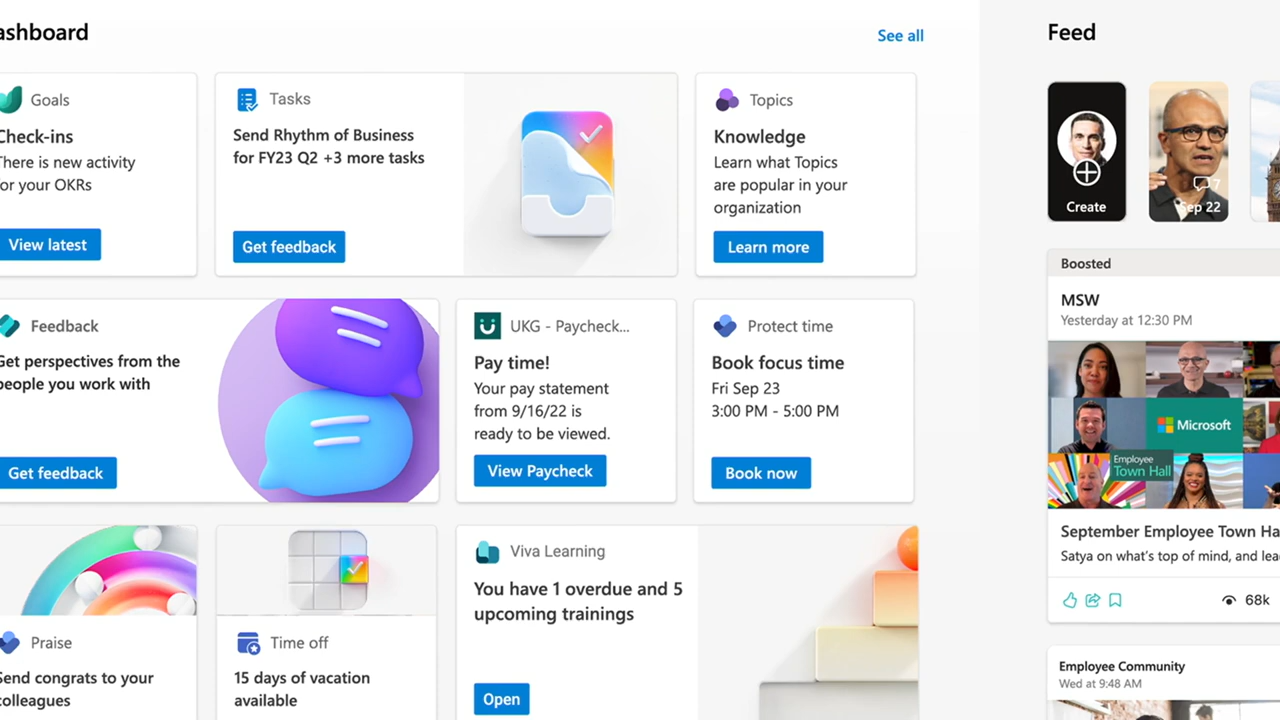 ashboard
See all
Goals
Check-ins
There is new activity
for your OKRs
View latest
Tasks
Send Rhythm of Business
for FY23 Q2 +3 more tasks
Get feedback
Topics
Knowledge
Learn what Topics
are popular in your
organization
Learn more
Feedback
Get perspectives from the
people you work with
Get feedback
UKG - Paycheck...
Pay time!
Your pay statement
from 9/16/22 is
ready to be viewed.
View Paycheck
Protect time
Book focus time
Fri Sep 23
3:00 PM - 5:00 PM
Book now
Praise
Send congrats to your
colleagues
Time off
15 days of vacation
available
Viva Learning
You have 1 overdue and 5
upcoming trainings
Open
Feed
Create
7
Sep 22
Boosted
MSW
Yesterday at 12:30 PM
Microsoft
Employee
Town Hall
September Employee Town Ha
Satya on what's top of mind, and lea
68k
Employee Community
Wed at 9:48 AM